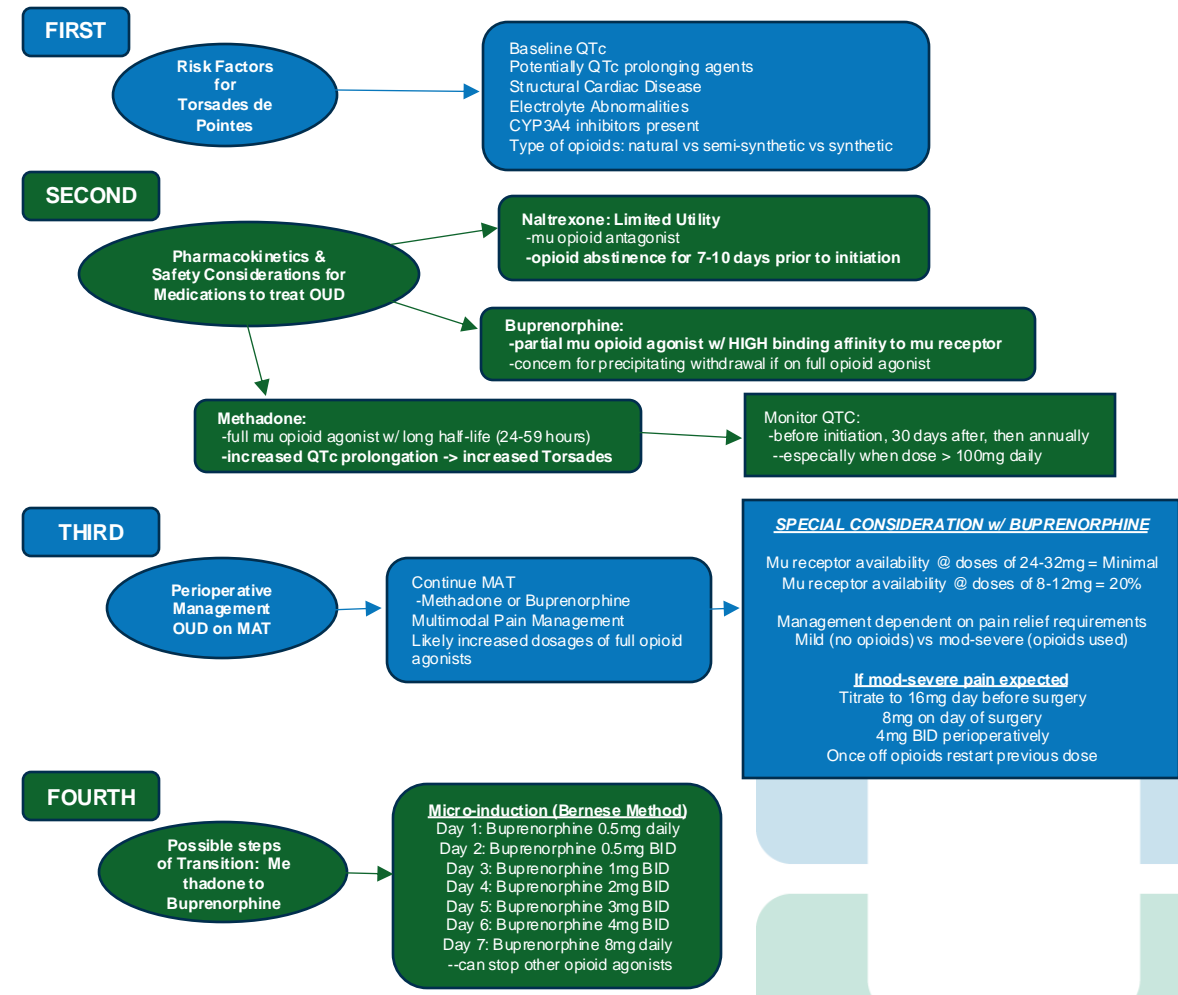 FIRST
Risk Factors
for
Torsades de
Pointes
Baseline QTc
Potentially QTc prolonging agents
Structural Cardiac Disease
Electrolyte Abnormalities
CYP3A4 inhibitors present
Type of opioids: natural vs semi-synthetic vs synthetic
SECOND
Pharmacokinetics &
Safety Considerations for
Medications to treat OUD
Naltrexone: Limited Utility
-mu opioid antagonist
-opioid abstinence for 7-10 days prior to initiation
Buprenorphine:
-partial mu opioid agonist w/ HIGH binding affinity to mu receptor
-concern for precipitating withdrawal if on full opioid agonist
Methadone:
-full mu opioid agonist w/ long half-life (24-59 hours)
-increased QTc prolongation -> increased Torsades
Monitor QTC:
-before initiation, 30 days after, then annually
--especially when dose > 100mg daily
THIRD
Perioperative
Management
OUD on MAT
Continue MAT
-Methadone or Buprenorphine
Multimodal Pain Management
Likely increased dosages of full opioid
agonists
SPECIAL CONSIDERATION w/ BUPRENORPHINE
Mu receptor availability @ doses of 24-32mg = Minimal
Mu receptor availability @ doses of 8-12mg = 20%
Management dependent on pain relief requirements
Mild (no opioids) vs mod-severe (opioids used)
If mod-severe pain expected
Titrate to 16mg day before surgery
8mg on day of surgery
4mg BID perioperatively
Once off opioids restart previous dose
FOURTH
Possible steps
of Transition: Me
thadone to
Buprenorphine
Micro-induction (Bernese Method)
Day 1: Buprenorphine 0.5mg daily
Day 2: Buprenorphine 0.5mg BID
Day 3: Buprenorphine 1mg BID
Day 4: Buprenorphine 2mg BID
Day 5: Buprenorphine 3mg BID
Day 6: Buprenorphine 4mg BID
Day 7: Buprenorphine 8mg daily
--can stop other opioid agonists